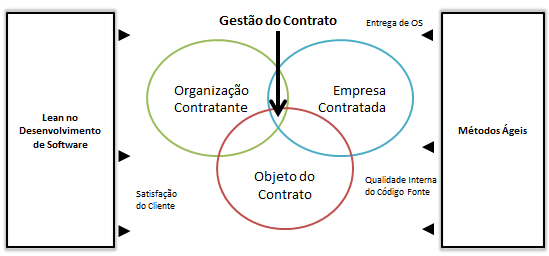 Gestão do Contrato
Entrega de OS
Organização
Contratante
Empresa
Contratada
Lean no
Desenvolvimento
de Software
Métodos Ágeis
Objeto do
Contrato
Satisfação
do Cliente
Qualidade Interna
do Código Fonte